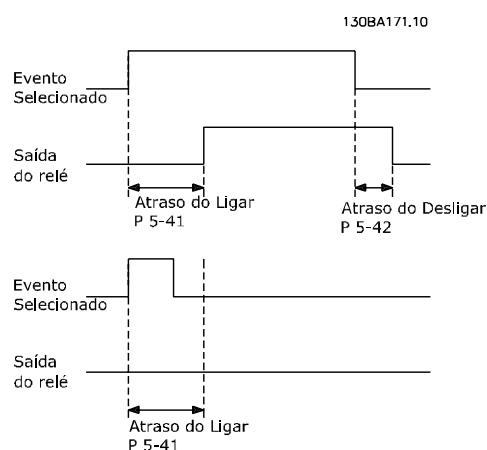 130BA171.10
Evento
Selecionado
Saída
do relé
Atraso do Ligar
P 5-41
Atraso do Desligar
P 5-42
Evento
Selecionado
Saída
do relé
Atraso do Ligar
P 5-41